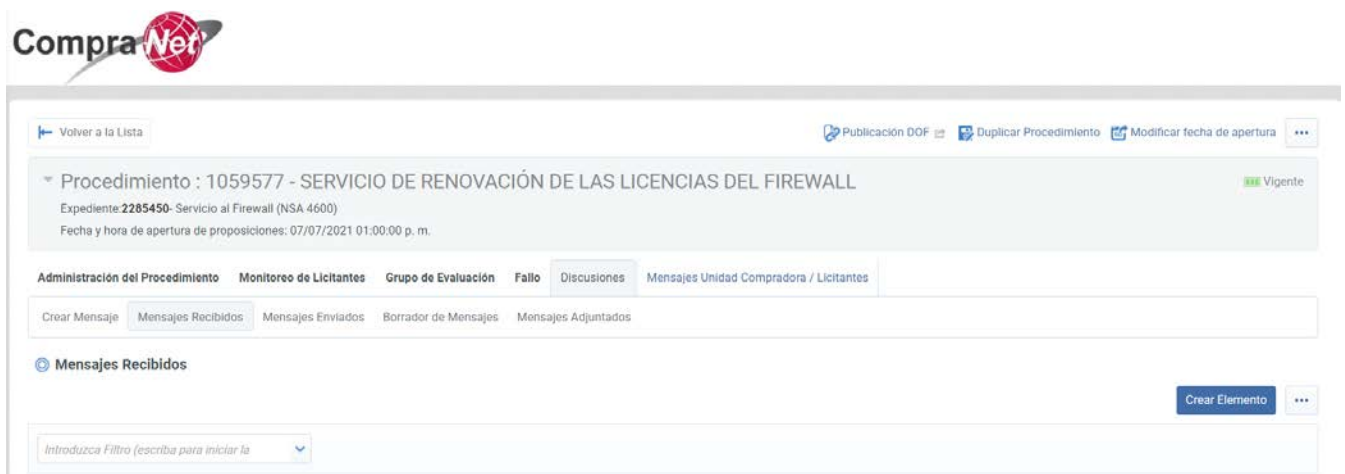 CompraNet
Volver a la Lista
Publicación DOF Duplicar Procedimiento Modificar fecha de apertura ...
Procedimiento : 1059577 - SERVICIO DE RENOVACIÓN DE LAS LICENCIAS DEL FIREWALL Vigente
Expediente:2285450- Servicio al Firewall (NSA 4600)
Fecha y hora de apertura de proposiciones: 07/07/2021 01:00:00 p. m.
Administración del Procedimiento Monitoreo de Licitantes Grupo de Evaluación Fallo Discusiones Mensajes Unidad Compradora / Licitantes
Crear Mensaje Mensajes Recibidos Mensajes Enviados Borrador de Mensajes Mensajes Adjuntados
Mensajes Recibidos
Crear Elemento ...
Introduzca Filtro (escriba para iniciar la